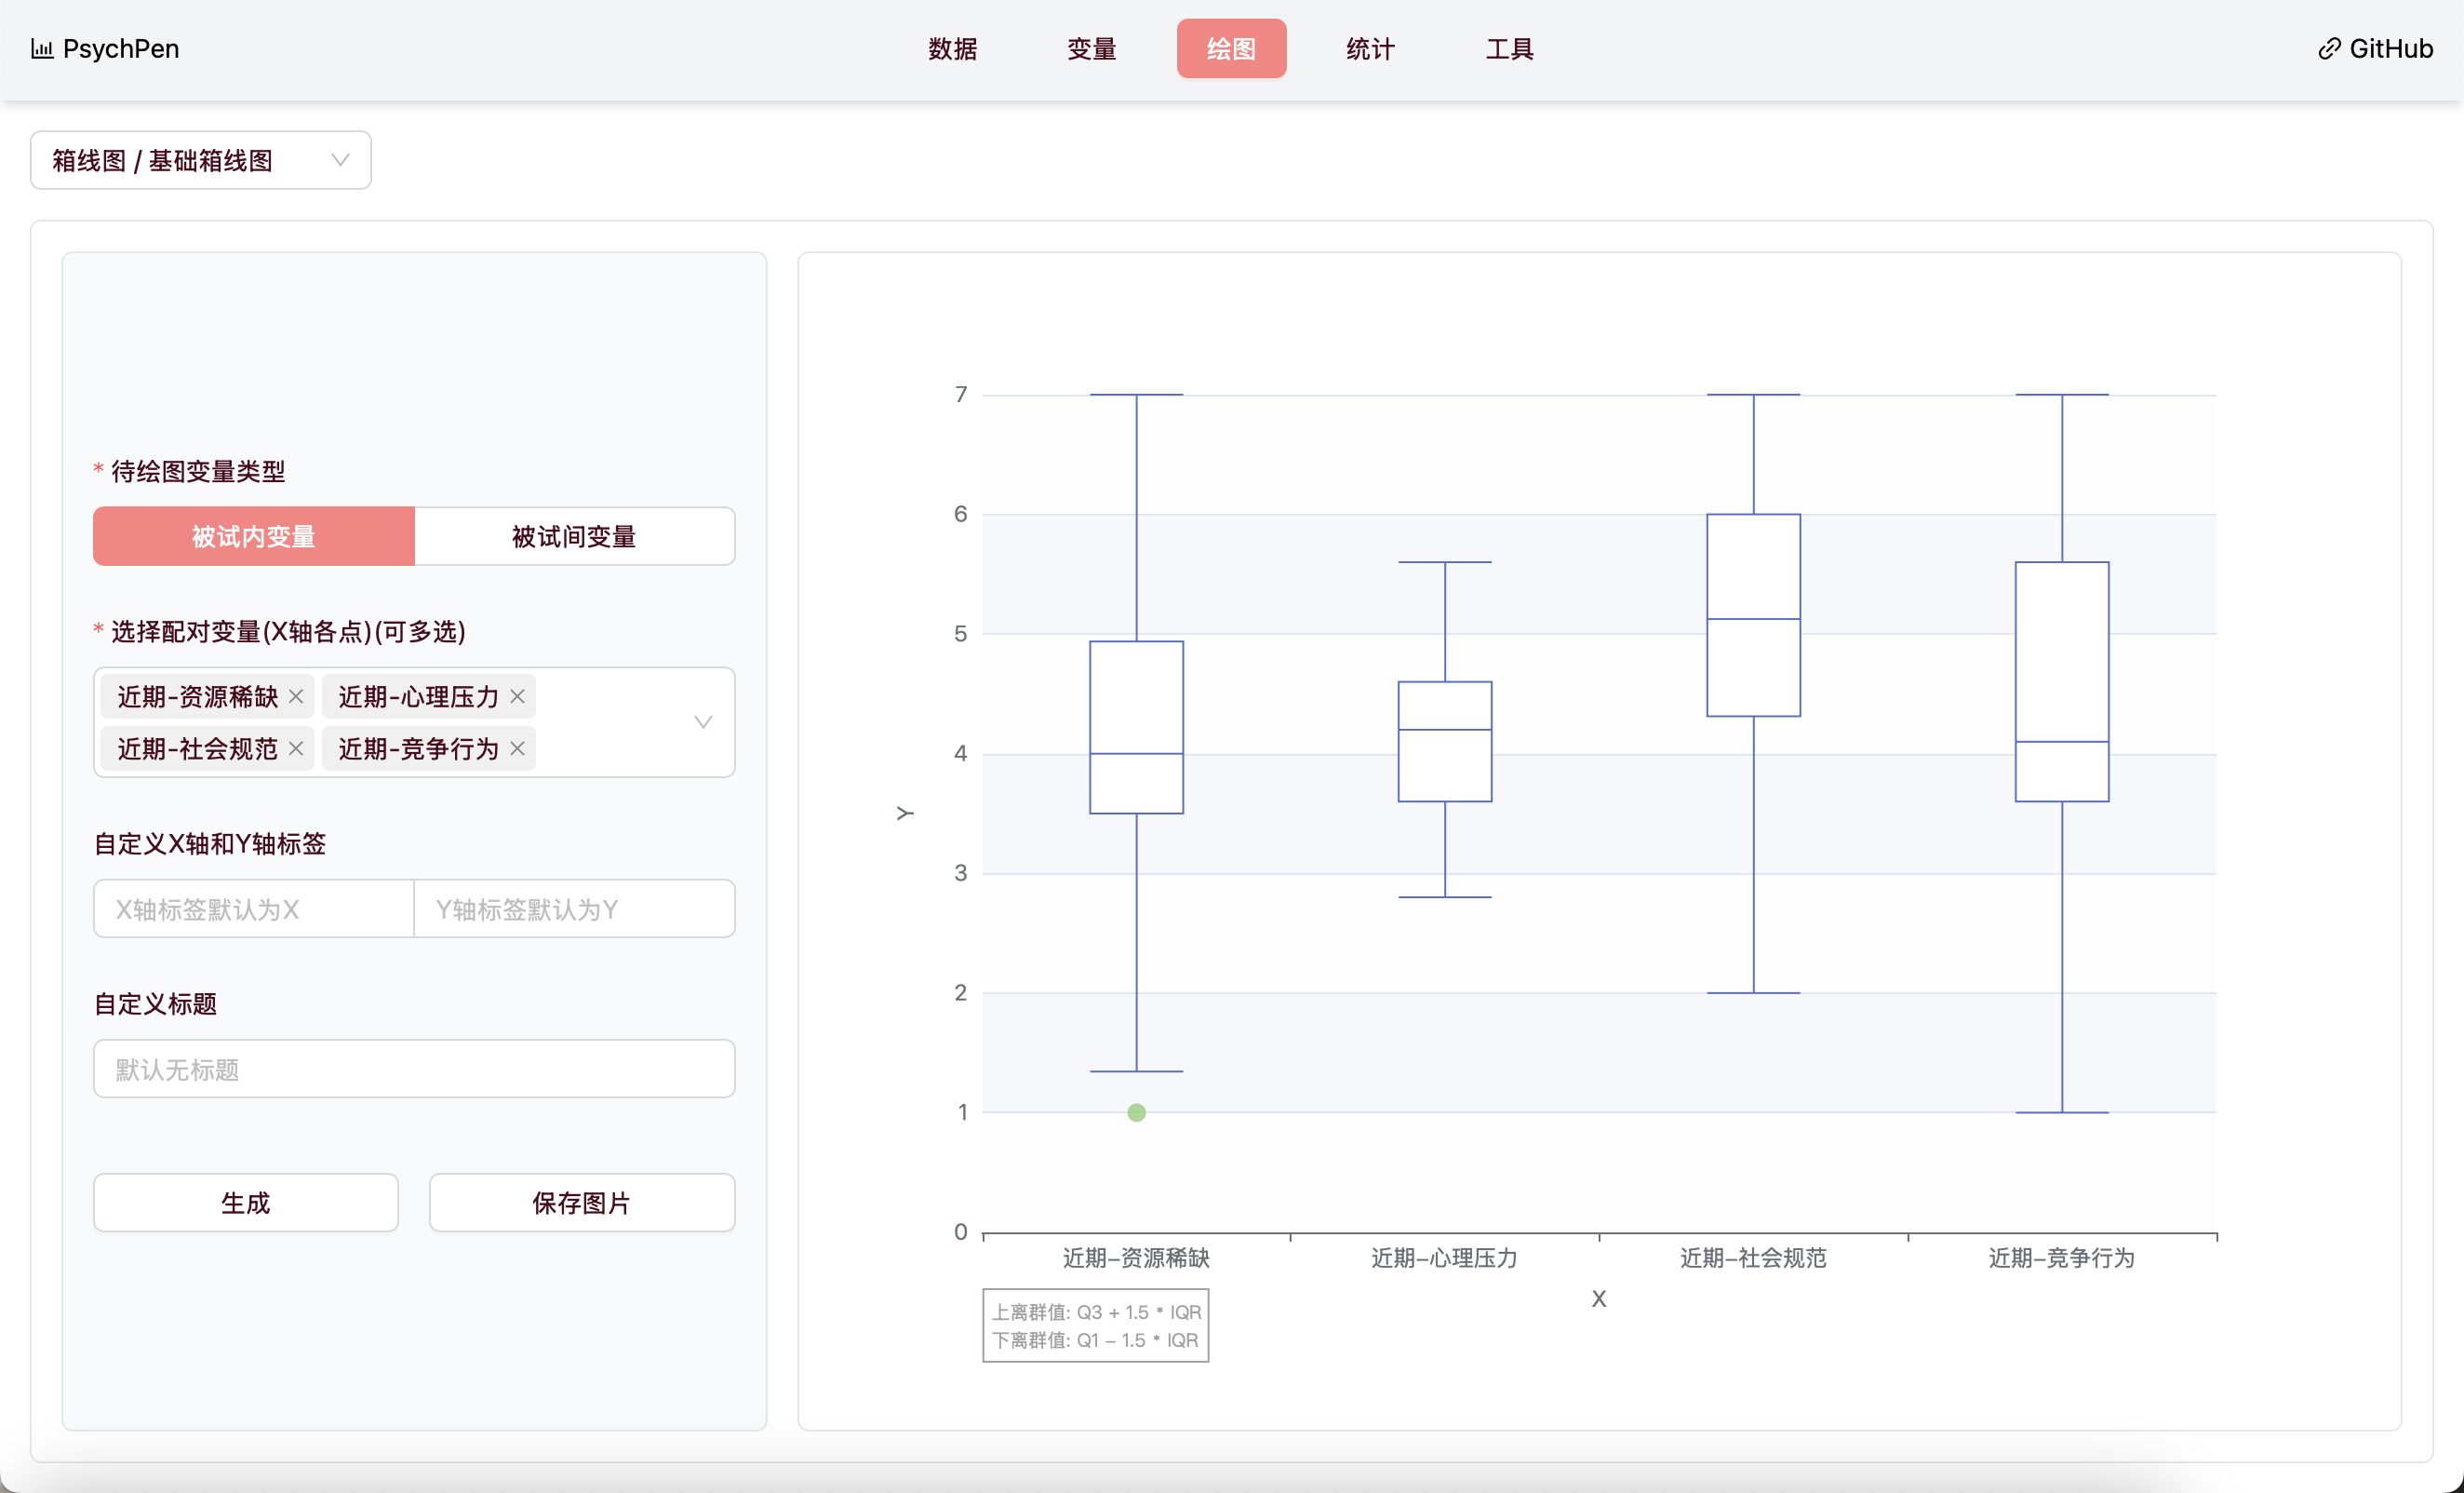 PsychPen
数据
变量
绘图
统计
工具
GitHub
箱线图 / 基础箱线图
* 待绘图变量类型
被试内变量
被试间变量
* 选择配对变量(X轴各点)(可多选)
近期-资源稀缺
近期-心理压力
近期-社会规范
近期-竞争行为
自定义X轴和Y轴标签
X轴标签默认为X
Y轴标签默认为Y
自定义标题
默认无标题
生成
保存图片
7
6
5
4
3
2
1
0
Y
近期-资源稀缺
近期-心理压力
近期-社会规范
近期-竞争行为
X
上离群值: Q3 + 1.5 * IQR
下离群值: Q1 - 1.5 * IQR